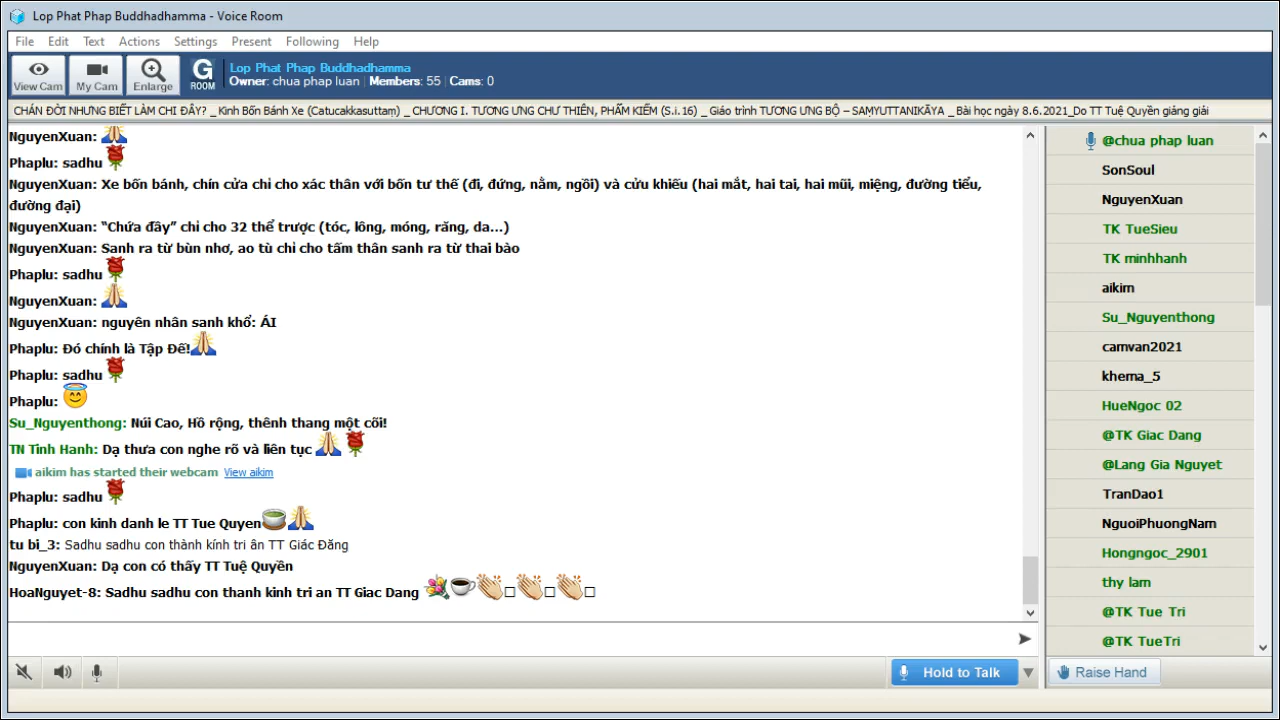 Lop Phat Phap Buddhadhamma - Voice Room
File Edit Text Actions Settings Present Following Help
View Cam My Cam Enlarge G ROOM Lop Phat Phap Buddhadhamma
Owner: chua phap luan Members: 55 Cams: 0
CHÁN ĐỜI NHƯNG BIẾT LÀM CHI ĐÂY? _Kinh Bốn Bánh Xe (Catucakkasuttaṃ) _CHƯƠNG I. TƯƠNG ƯNG CHƯ THIÊN, PHẨM KIẾM (S.i.16) _Giáo trình TƯƠNG ƯNG BỘ – SAṂYUTTANIKĀYA _Bài học ngày 8.6.2021_Do TT Tuệ Quyền giảng giải
NguyenXuan:
Phaplu: sadhu
NguyenXuan: Xe bốn bánh, chín cửa chỉ cho xác thân với bốn tư thế (đi, đứng, nằm, ngồi) và cửu khiếu (hai mắt, hai tai, hai mũi, miệng, đường tiểu,
đường đại)
NguyenXuan: “Chứa đầy” chỉ cho 32 thể trược (tóc, lông, móng, răng, da...)
NguyenXuan: Sanh ra từ bùn nhơ, ao tù chỉ cho tấm thân sanh ra từ thai bào
Phaplu: sadhu
NguyenXuan:
NguyenXuan: nguyên nhân sanh khổ: ÁI
Phaplu: Đó chính là Tập Đế!
Phaplu: sadhu
Phaplu:
Su_Nguyenthong: Núi Cao, Hồ rộng, thênh thang một cõi!
TN Tinh Hanh: Dạ thưa con nghe rõ và liên tục
aikim has started their webcam View aikim
Phaplu: sadhu
Phaplu: con kinh danh le TT Tue Quyen
tu bi_3: Sadhu sadhu con thành kính tri ân TT Giác Đăng
NguyenXuan: Dạ con có thấy TT Tuệ Quyền
HoaNguyet-8: Sadhu sadhu con thanh kinh tri an TT Giac Dang
Hold to Talk
@chua phap luan
SonSoul
NguyenXuan
TK TueSieu
TK minhhanh
aikim
Su_Nguyenthong
camvan2021
khema_5
HueNgoc 02
@TK Giac Dang
@Lang Gia Nguyet
TranDao1
NguoiPhuongNam
Hongngoc_2901
thy lam
@TK Tue Tri
@TK TueTri
Raise Hand